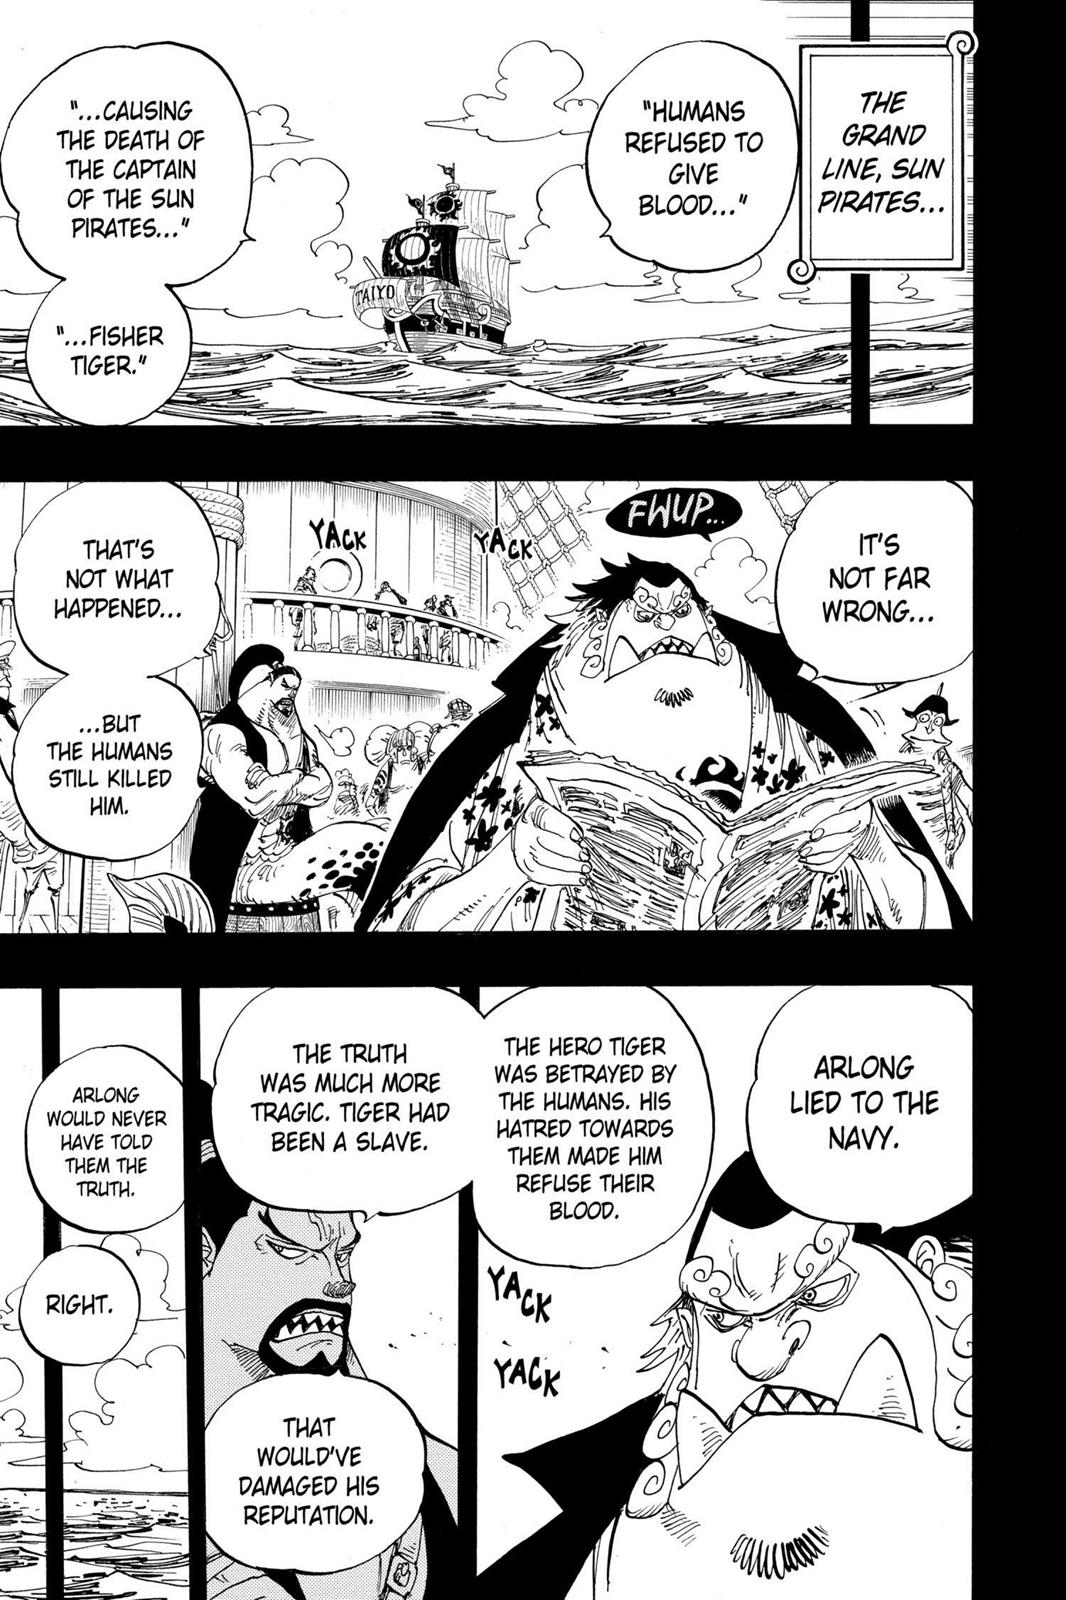 THE
GRAND
LINE, SUN
PIRATES...
"HUMANS
REFUSED TO
GIVE
BLOOD..."
"...CAUSING
THE DEATH OF
THE CAPTAIN
OF THE SUN
PIRATES..."
"...FISHER
TIGER."
TAIYO
IT'S
NOT FAR
WRONG...
FWUP...
YACK
YACK
THAT'S
NOT WHAT
HAPPENED...
...BUT
THE HUMANS
STILL KILLED
HIM.
ARLONG
LIED TO THE
NAVY.
THE HERO TIGER
WAS BETRAYED BY
THE HUMANS. HIS
HATRED TOWARDS
THEM MADE HIM
REFUSE THEIR
BLOOD.
YACK
YACK
THE TRUTH
WAS MUCH MORE
TRAGIC. TIGER HAD
BEEN A SLAVE.
THAT
WOULD'VE
DAMAGED HIS
REPUTATION.
ARLONG
WOULD NEVER
HAVE TOLD
THEM THE
TRUTH.
RIGHT.